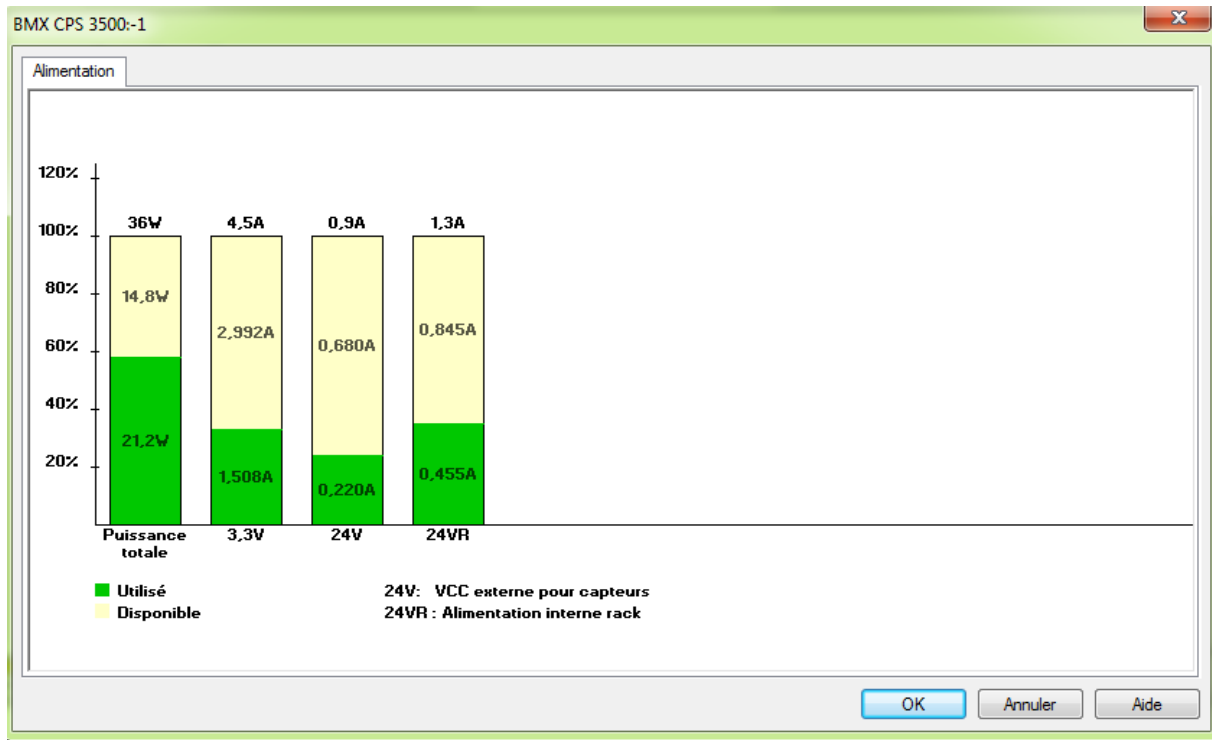 BMX CPS 3500:-1
Alimentation
120%
100%
80%
60%
40%
20%
36W 4,5A 0,9A 1,3A
14,8W 2,992A 0,680A 0,845A
21,2W 1,508A 0,220A 0,455A
Puissance totale 3,3V 24V 24VR
Utilisé 24V: VCC externe pour capteurs
Disponible 24VR : Alimentation interne rack
OK Annuler Aide